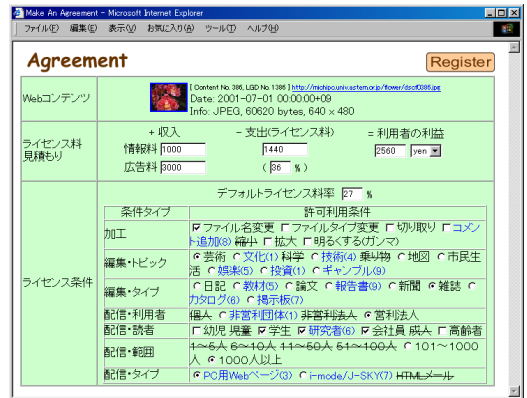 Make An Agreement - Microsoft Internet Explorer
ファイル(F) 編集(E) 表示(V) お気に入り(A) ツール(T) ヘルプ(H)
Agreement
Register
Webコンテンツ
[ Content No. 386, LGD No. 1386 ] http://michipo.univ.astem.or.jp/flower/dscf0386.jpg
Date: 2001-07-01 00:00:00+09
Info: JPEG, 60620 bytes, 640 × 480
ライセンス料
見積もり
+ 収入 - 支出(ライセンス料) = 利用者の利益
情報料 1000 1440 2560 yen
広告料 3000 ( 36 % )
ライセンス条件
デフォルトライセンス料率 27 %
条件タイプ 許可利用条件
加工
ファイル名変更 ファイルタイプ変更 切り取り コメン
ト追加(8) 縮小 拡大 明るくする(ガンマ)
編集・トピック
芸術 文化(1) 科学 技術(4) 乗り物 地図 市民生
活 娯楽(5) 投資(1) ギャンブル(9)
編集・タイプ
日記 教材(5) 論文 報告書(9) 新聞 雑誌
カタログ(6) 掲示板(7)
配信・利用者 個人 非営利団体(1) 非営利法人 営利法人
配信・読者 幼児 児童 学生 研究者(6) 会社員 成人 高齢者
配信・範囲
1~5人 6~10人 11~50人 51~100人 101~1000
人 1000人以上
配信・タイプ PC用Webページ(3) i-mode/J-SKY(7) HTMLメール